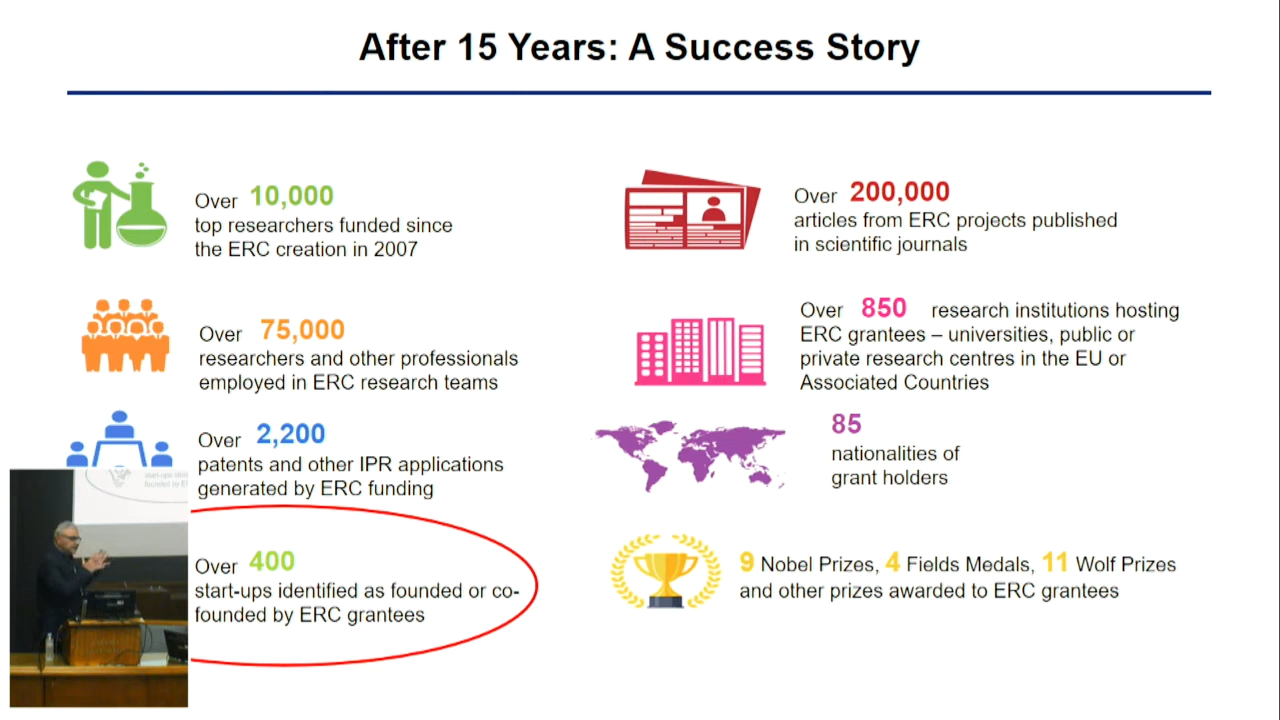 After 15 Years: A Success Story
Over 10,000
top researchers funded since
the ERC creation in 2007
Over 75,000
researchers and other professionals
employed in ERC research teams
Over 2,200
patents and other IPR applications
generated by ERC funding
Over 400
start-ups identified as founded or co-
founded by ERC grantees
Over 200,000
articles from ERC projects published
in scientific journals
Over 850 research institutions hosting
ERC grantees – universities, public or
private research centres in the EU or
Associated Countries
85
nationalities of
grant holders
9 Nobel Prizes, 4 Fields Medals, 11 Wolf Prizes
and other prizes awarded to ERC grantees